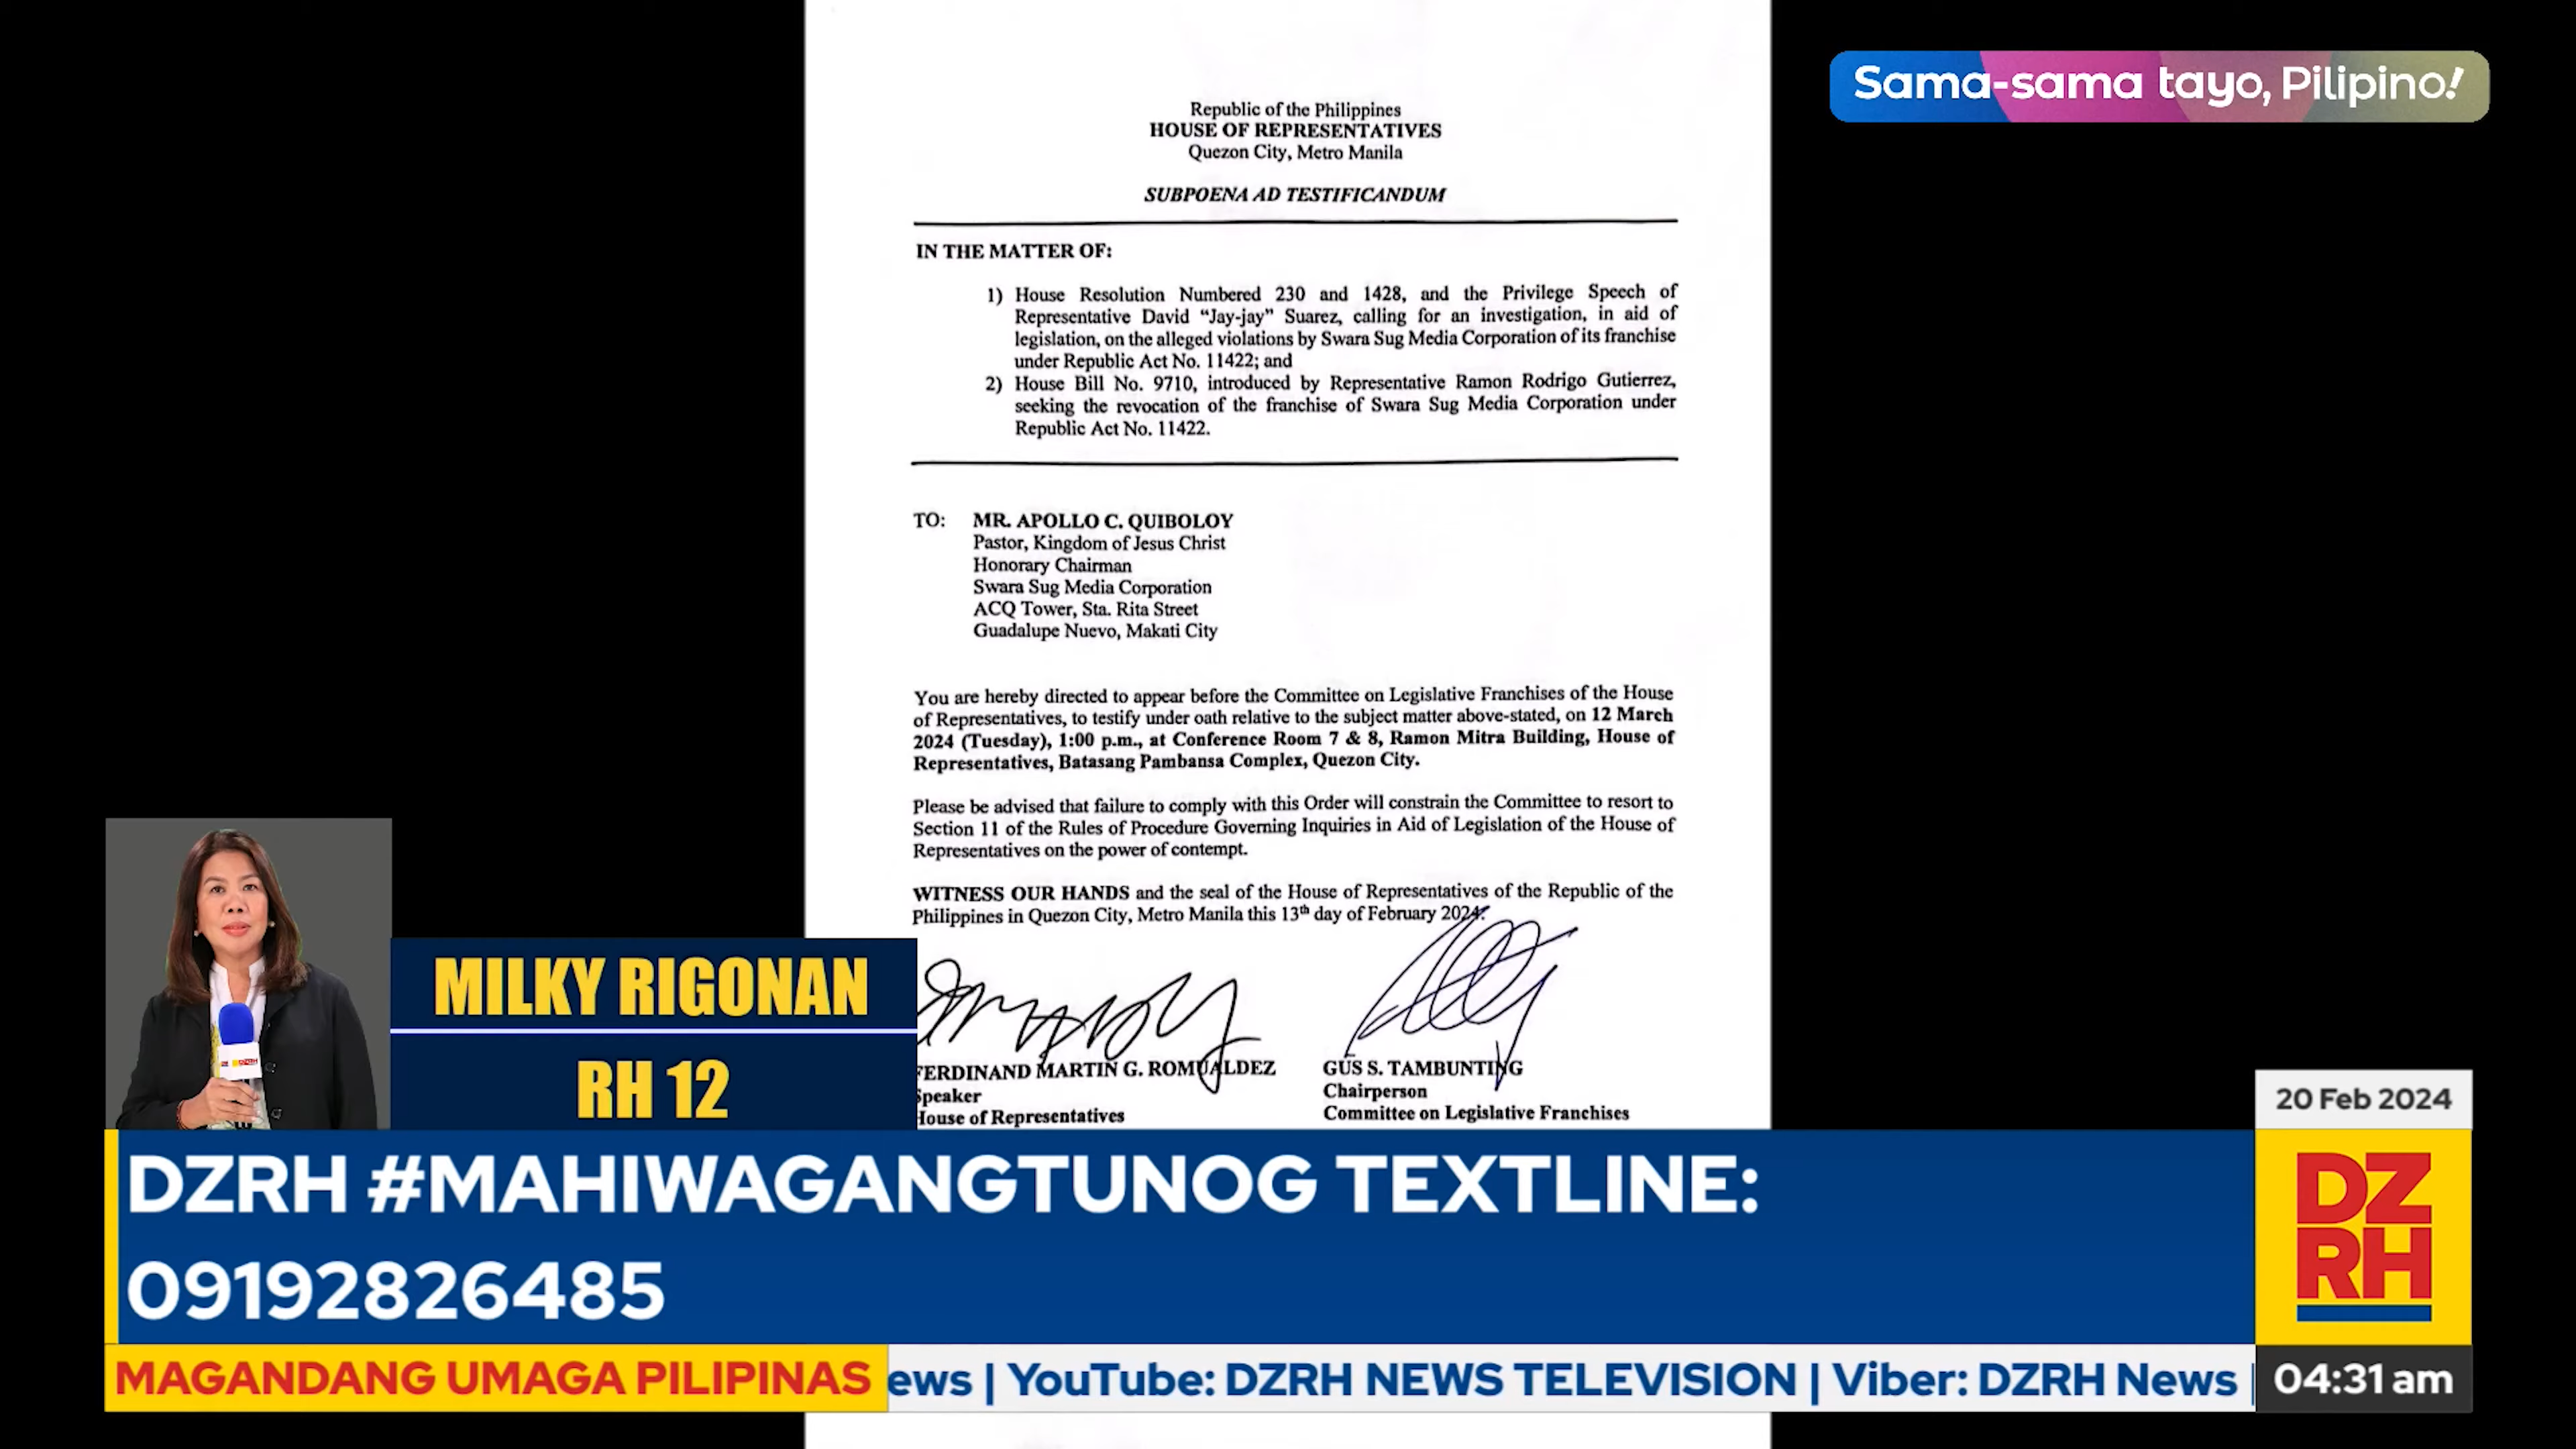 Sama-sama tayo, Pilipino!
Republic of the Philippines
HOUSE OF REPRESENTATIVES
Quezon City, Metro Manila
SUBPOENA AD TESTIFICANDUM
IN THE MATTER OF:
1) House Resolution Numbered 230 and 1428, and the Privilege Speech of
Representative David “Jay-jay” Suarez, calling for an investigation, in aid of
legislation, on the alleged violations by Swara Sug Media Corporation of its franchise
under Republic Act No. 11422; and
2) House Bill No. 9710, introduced by Representative Ramon Rodrigo Gutierrez,
seeking the revocation of the franchise of Swara Sug Media Corporation under
Republic Act No. 11422.
TO: MR. APOLLO C. QUIBOLOY
Pastor, Kingdom of Jesus Christ
Honorary Chairman
Swara Sug Media Corporation
ACQ Tower, Sta. Rita Street
Guadalupe Nuevo, Makati City
You are hereby directed to appear before the Committee on Legislative Franchises of the House
of Representatives, to testify under oath relative to the subject matter above-stated, on 12 March
2024 (Tuesday), 1:00 p.m., at Conference Room 7 & 8, Ramon Mitra Building, House of
Representatives, Batasang Pambansa Complex, Quezon City.
Please be advised that failure to comply with this Order will constrain the Committee to resort to
Section 11 of the Rules of Procedure Governing Inquiries in Aid of Legislation of the House of
Representatives on the power of contempt.
WITNESS OUR HANDS and the seal of the House of Representatives of the Republic of the
Philippines in Quezon City, Metro Manila this 13th day of February 2024.
FERDINAND MARTIN G. ROMUALDEZ
Speaker
House of Representatives
GUS S. TAMBUNTING
Chairperson
Committee on Legislative Franchises
MILKY RIGONAN
RH 12
20 Feb 2024
DZRH #MAHIWAGANGTUNOG TEXTLINE:
09192826485
DZ
RH
MAGANDANG UMAGA PILIPINAS
ews | YouTube: DZRH NEWS TELEVISION | Viber: DZRH News |
04:31 am